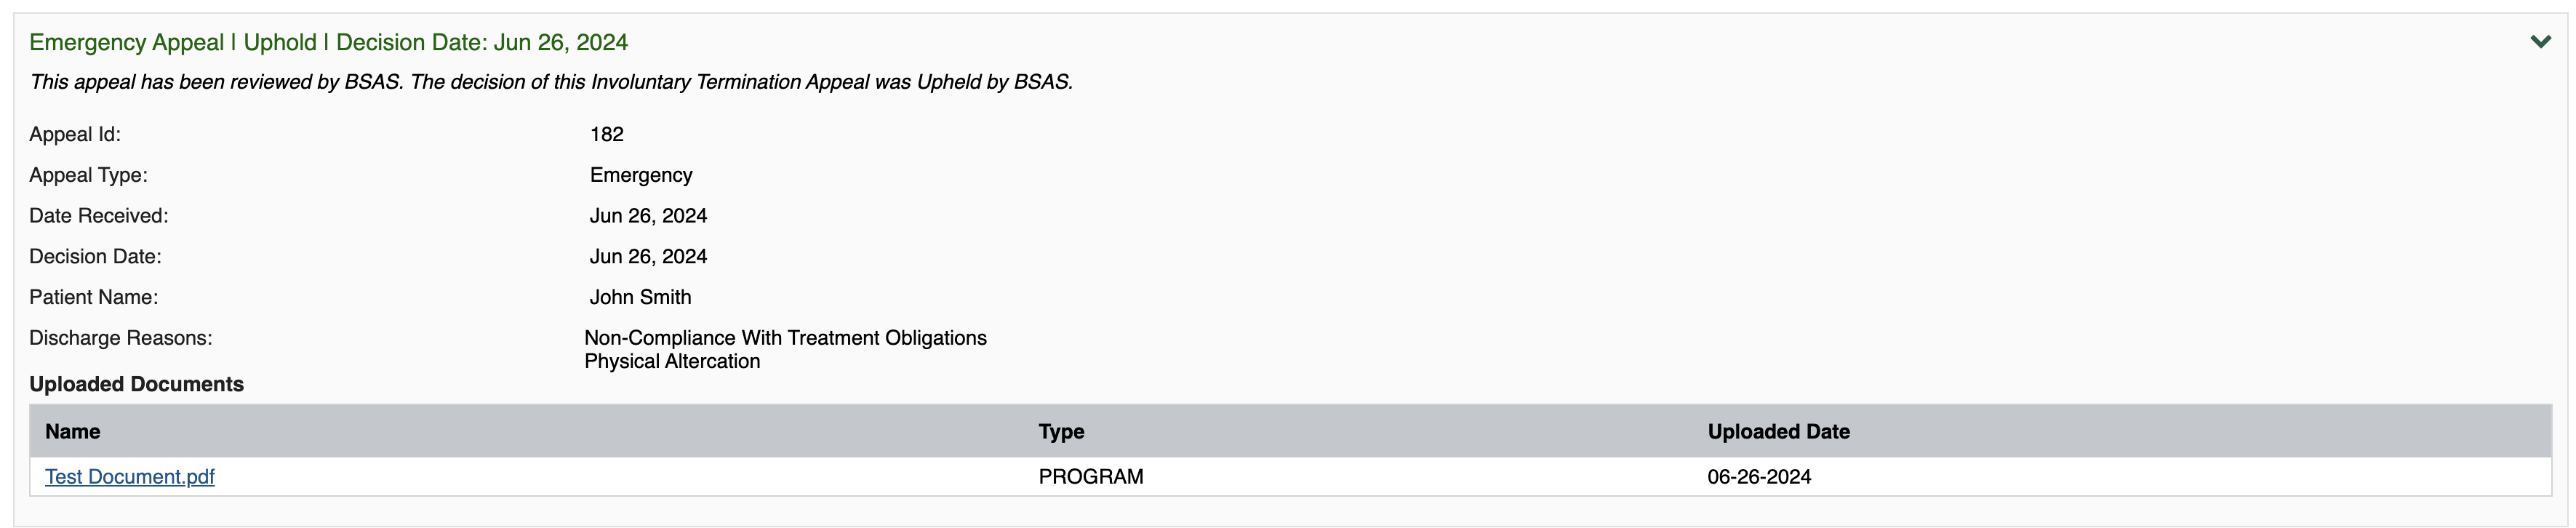 Emergency Appeal | Uphold | Decision Date: Jun 26, 2024
This appeal has been reviewed by BSAS. The decision of this Involuntary Termination Appeal was Upheld by BSAS.
Appeal Id: 182
Appeal Type: Emergency
Date Received: Jun 26, 2024
Decision Date: Jun 26, 2024
Patient Name: John Smith
Discharge Reasons: Non-Compliance With Treatment Obligations
Physical Altercation
Uploaded Documents
Name Type Uploaded Date
Test Document.pdf PROGRAM 06-26-2024